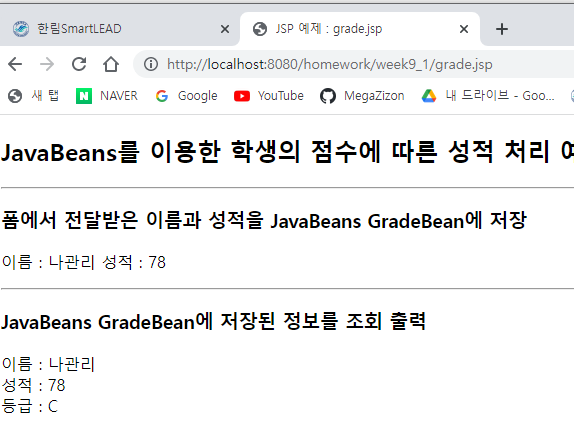 한림SmartLEAD
JSP 예제 : grade.jsp
http://localhost:8080/homework/week9_1/grade.jsp
새 탭 NAVER Google YouTube MegaZizon 내 드라이브 - Goo...
JavaBeans를 이용한 학생의 점수에 따른 성적 처리
폼에서 전달받은 이름과 성적을 JavaBeans GradeBean에 저장
이름 : 나관리 성적 : 78
JavaBeans GradeBean에 저장된 정보를 조회 출력
이름 : 나관리
성적 : 78
등급 : C